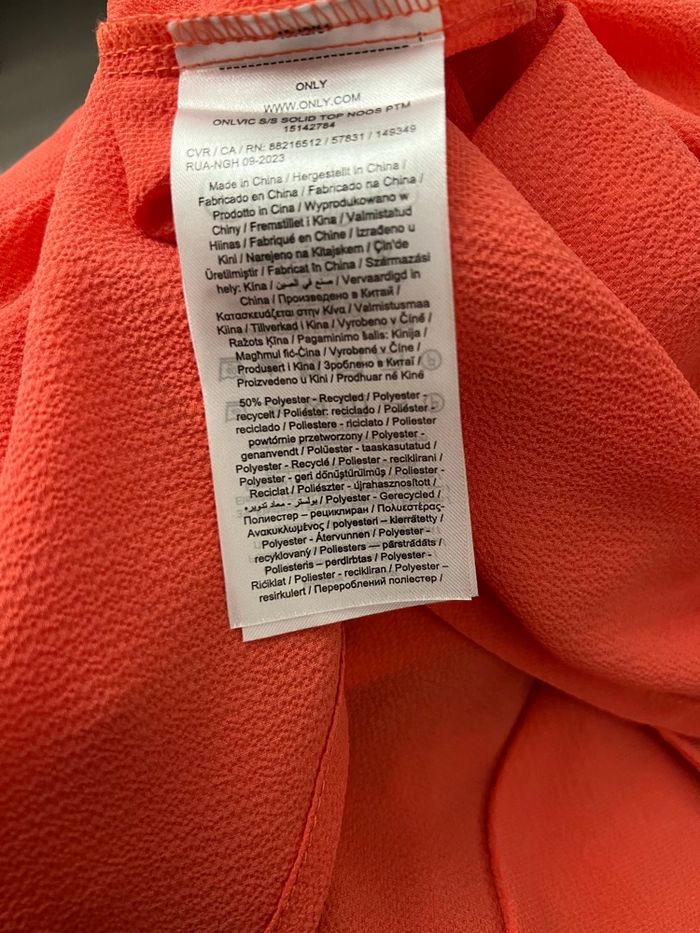 ONLY
WWW.ONLY.COM
ONLVIC S/S SOLID TOP NOOS PTM
15142784
CVR / CA / RN: 88216512 / 57831 / 149349
RUA-NGH 09-2023
Made in China / Hergestellt in China /
Fabricado en China / Fabricado na China /
Prodotto in Cina / Wyprodukowano w
Chiny / Fremstillet i Kina / Valmistatud
Hiinas / Fabriqué en Chine / Izrađeno u
Kini / Narejeno na Kitajskem / Çin'de
Üretilmiştir / Fabricat în China / Származási
hely: Kína / صنع في الصين / Vervaardigd in
China / Произведено в Китай /
Κατασκευάζεται στην Κίνα / Valmistusmaa
Kiina / Tillverkad i Kina / Vyrobeno v Číně /
Ražots Ķīna / Pagaminimo šalis: Kinija /
Magħmul fiċ-Ċina / Vyrobené v Číne /
Produsert i Kina / Зроблено в Китаї /
Proizvedeno u Kini / Prodhuar në Kinë
50% Polyester - Recycled / Polyester -
recycelt / Poliéster: reciclado / Poliéster -
reciclado / Poliestere - riciclato / Poliester
powtórnie przetworzony / Polyester -
genanvendt / Polüester - taaskasutatud /
Polyester - Recyclé / Poliester - reciklirani /
Polyester - geri dönüştürülmüş / Poliester -
Reciclat / Poliészter - újrahasznosított /
بوليستر - معاد تدويره / Polyester - Gerecycled /
Полиестер – рециклиран / Πολυεστέρας-
Ανακυκλωμένος / polyesteri – kierrätetty /
Polyester - Återvunnen / Polyester -
recyklovaný / Poliesters — pārstrādāts /
Poliesteris – perdirbtas / Polyester -
Riċiklat / Poliester - recikliran / Polyester -
resirkulert / Перероблений поліестер /